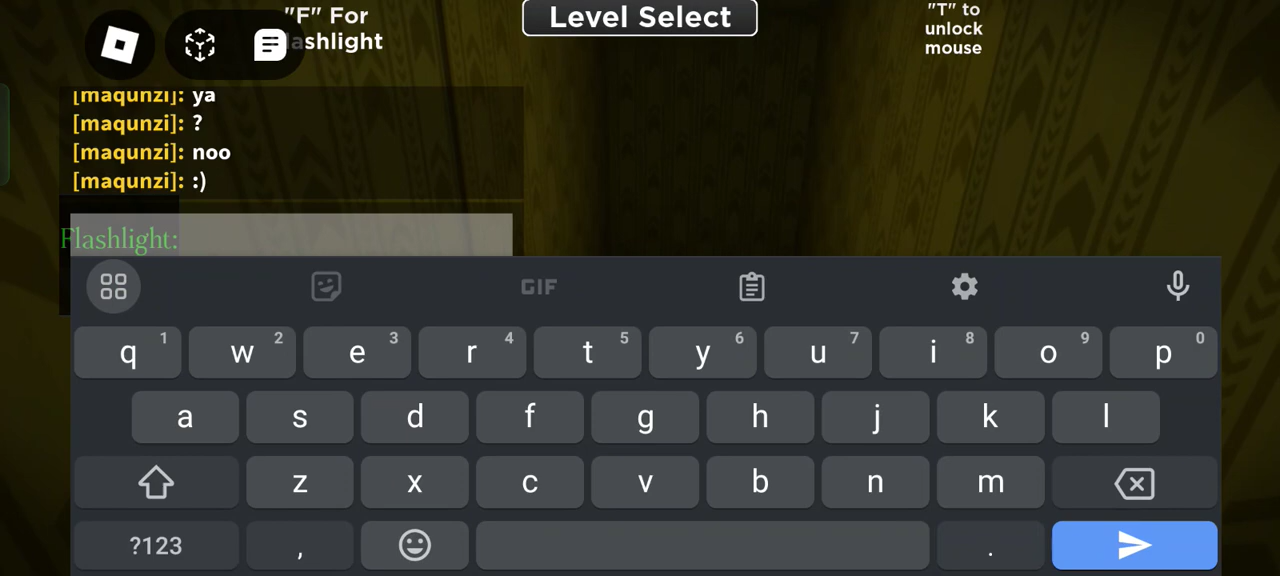 "F" For
ashlight
Level Select
"T" to
unlock
mouse
[maqunzi]: ya
[maqunzi]: ?
[maqunzi]: noo
[maqunzi]: :)
Flashlight:
GIF
q 1 w 2 e 3 r 4 t 5 y 6 u 7 i 8 o 9 p 0
a s d f g h j k l
z x c v b n m
?123 , .